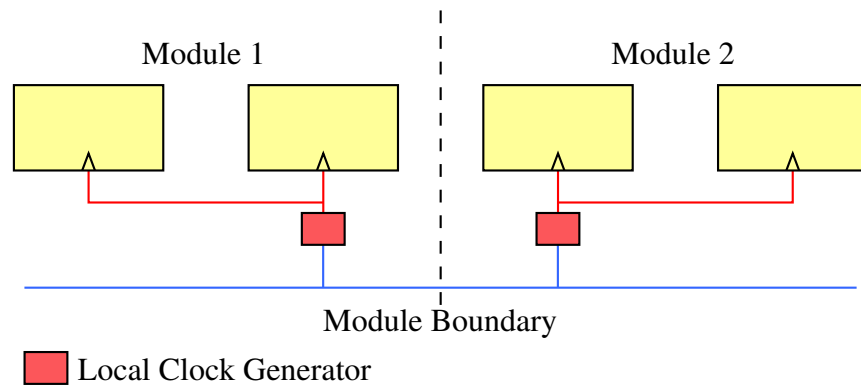 Module 1
Module 2
Module Boundary
Local Clock Generator